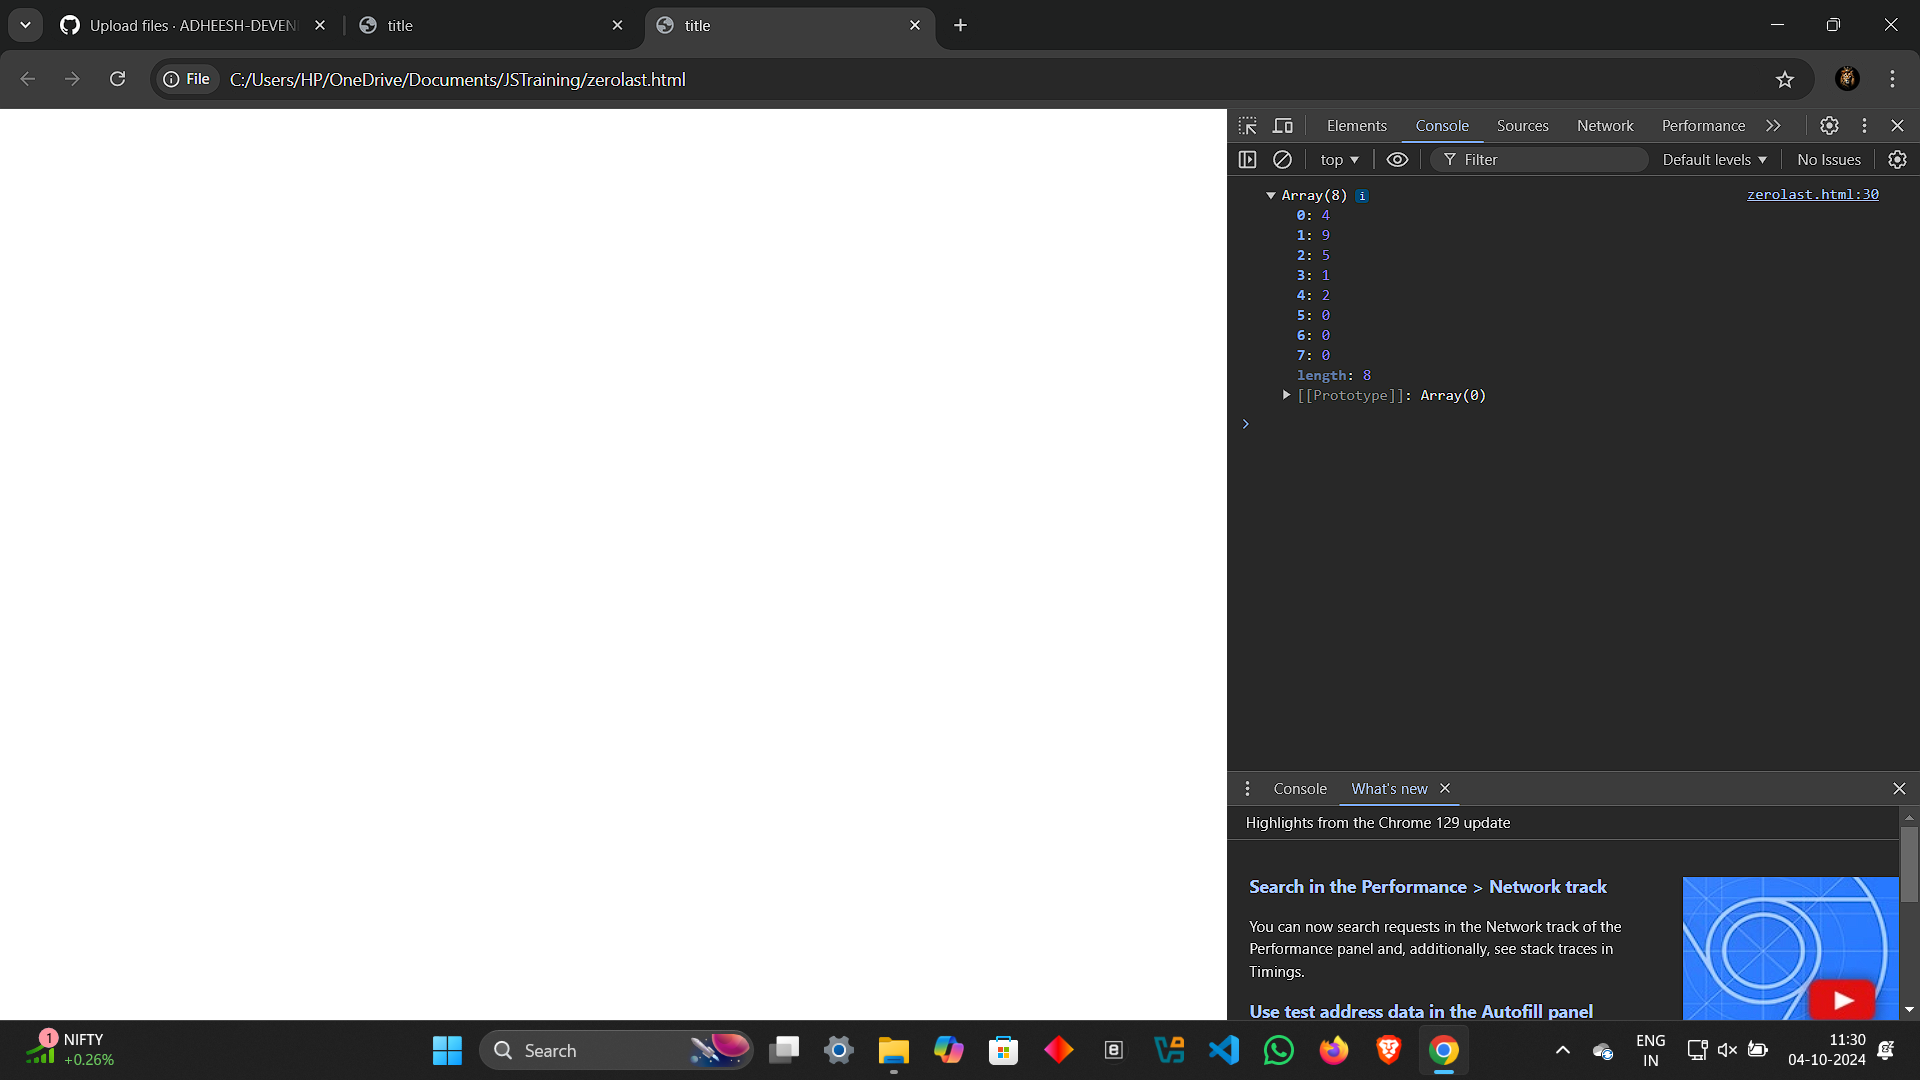 Upload files · ADHEESH-DEVEN
title
title
File
C:/Users/HP/OneDrive/Documents/JSTraining/zerolast.html
Elements
Console
Sources
Network
Performance
top
Filter
Default levels
No Issues
Array(8) i
zerolast.html:30
0: 4
1: 9
2: 5
3: 1
4: 2
5: 0
6: 0
7: 0
length: 8
[[Prototype]]: Array(0)
Console
What's new
Highlights from the Chrome 129 update
Search in the Performance > Network track
You can now search requests in the Network track of the
Performance panel and, additionally, see stack traces in
Timings.
Use test address data in the Autofill panel
1
NIFTY
+0.26%
Search
ENG
IN
11:30
04-10-2024